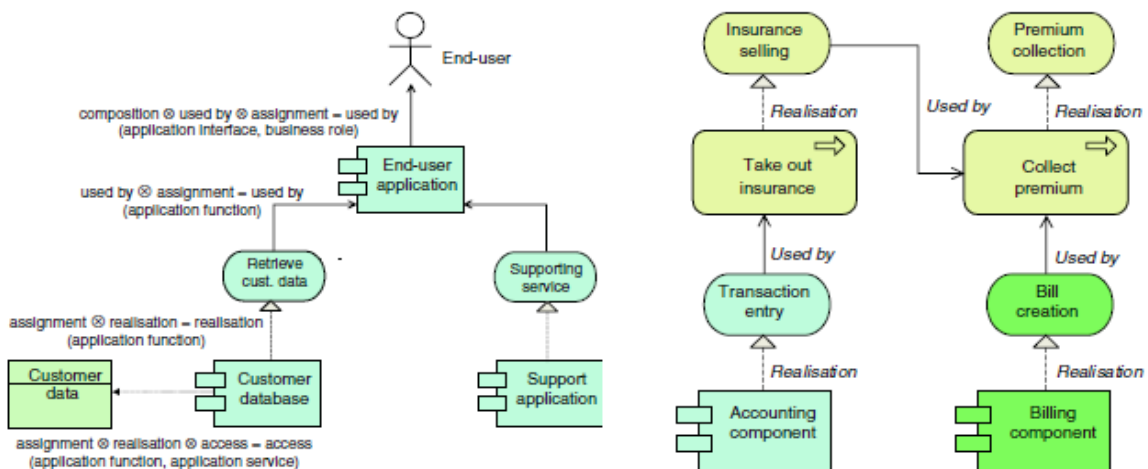 End-user
composition ⊗ used by ⊗ assignment = used by
(application interface, business role)
End-user
application
used by ⊗ assignment = used by
(application function)
Retrieve
cust. data
Supporting
service
assignment ⊗ realisation = realisation
(application function)
Customer
data
Customer
database
Support
application
assignment ⊗ realisation ⊗ access = access
(application function, application service)
Insurance
selling
Premium
collection
Used by
Realisation
Realisation
Take out
insurance
Collect
premium
Used by
Used by
Transaction
entry
Bill
creation
Realisation
Realisation
Accounting
component
Billing
component